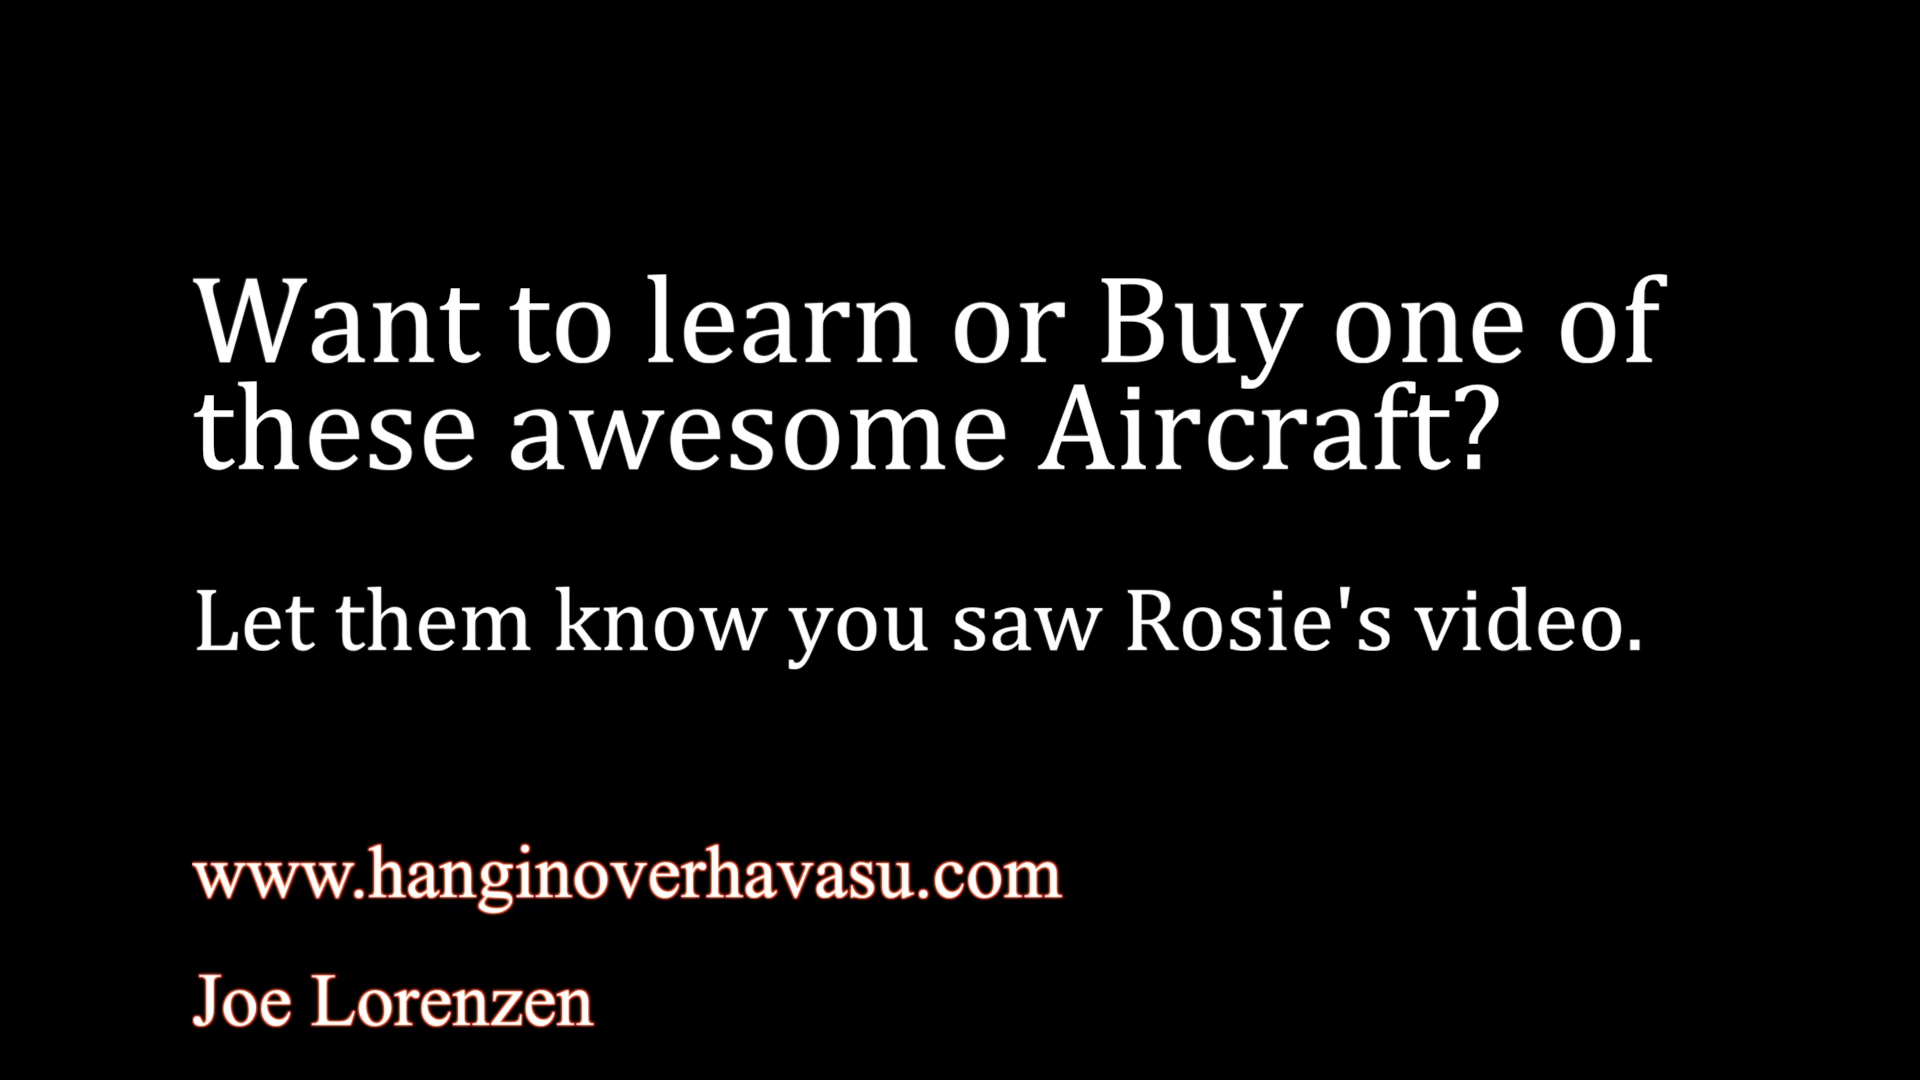 Want to learn or Buy one of
these awesome Aircraft?
Let them know you saw Rosie's video.
www.hanginoverhavasu.com
Joe Lorenzen